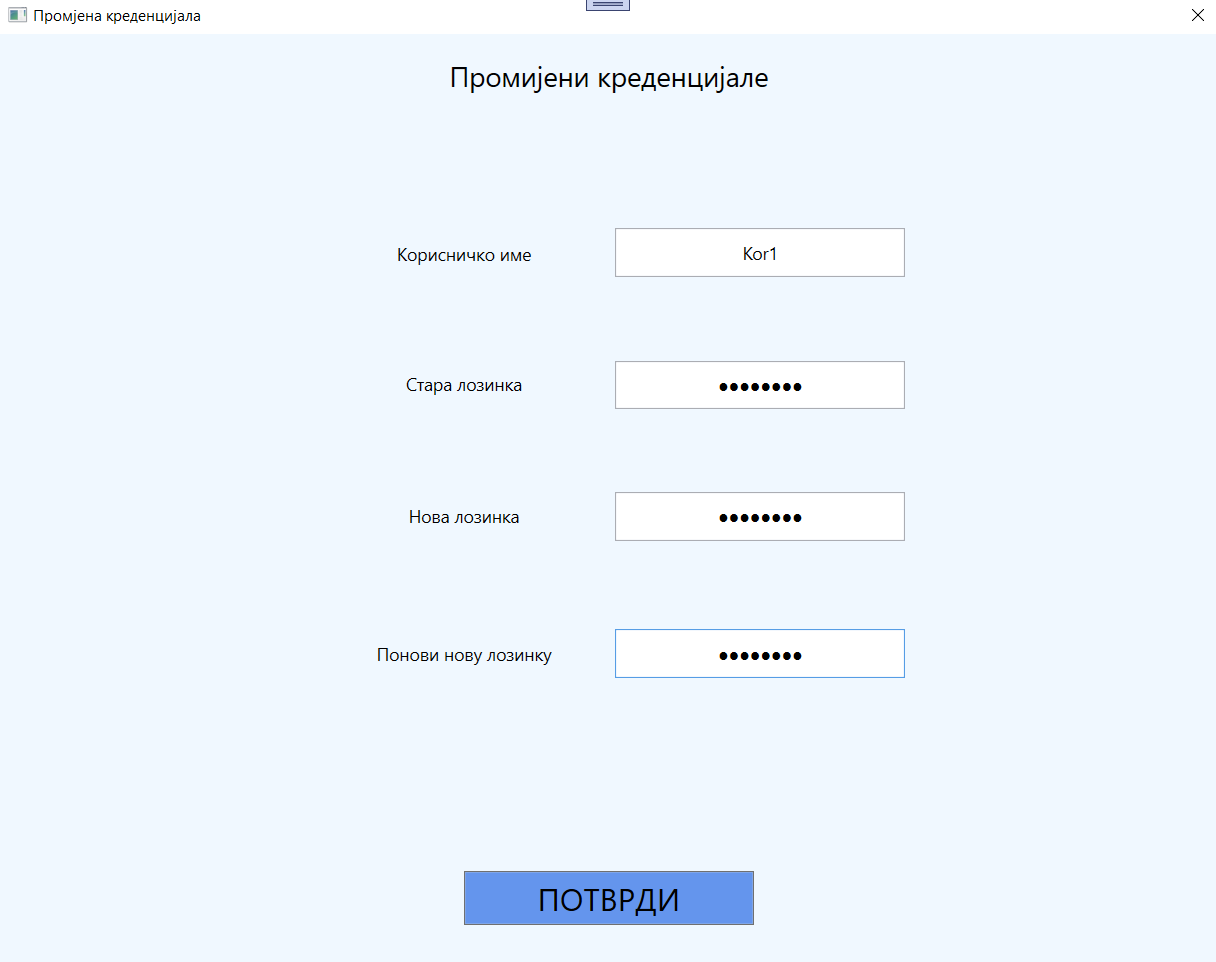 Промјена креденцијала
Промијени креденцијале
Корисничко име
Kor1
Стара лозинка
●●●●●●●●
Нова лозинка
●●●●●●●●
Понови нову лозинку
●●●●●●●●
ПОТВРДИ